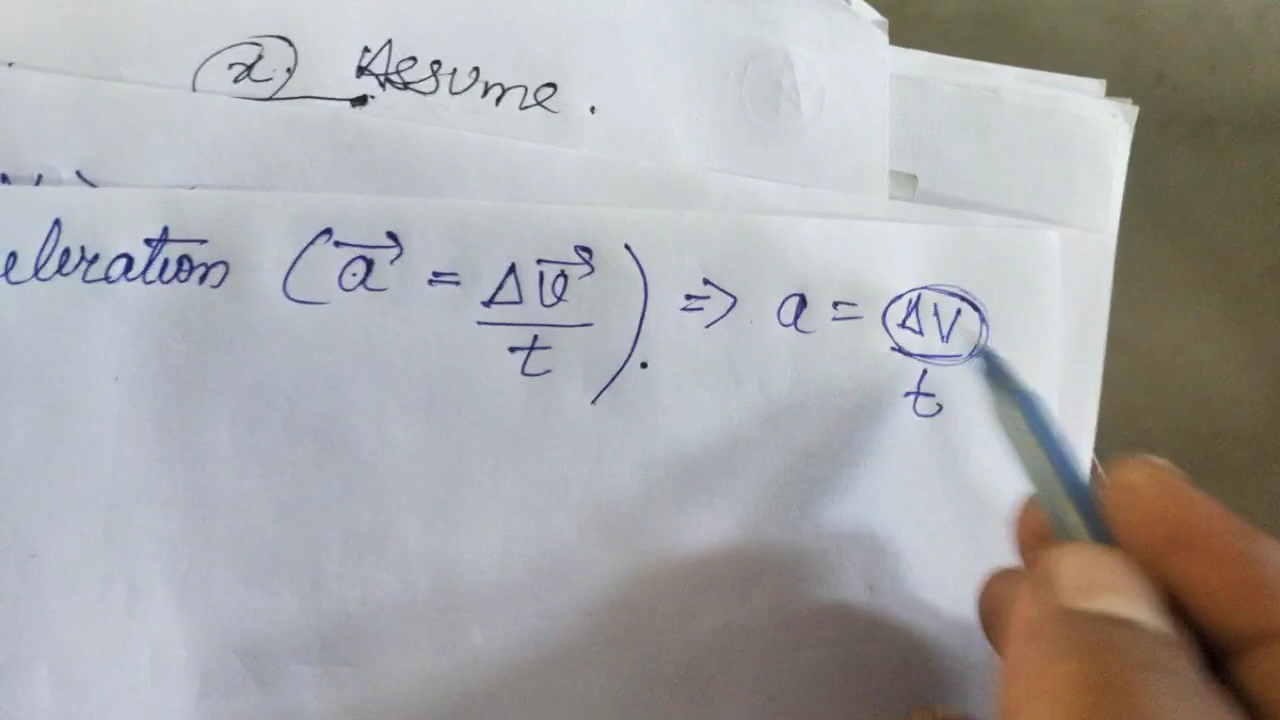 x. Assume.
eleration (a⃗ = Δv⃗/t). => a = ΔV/t